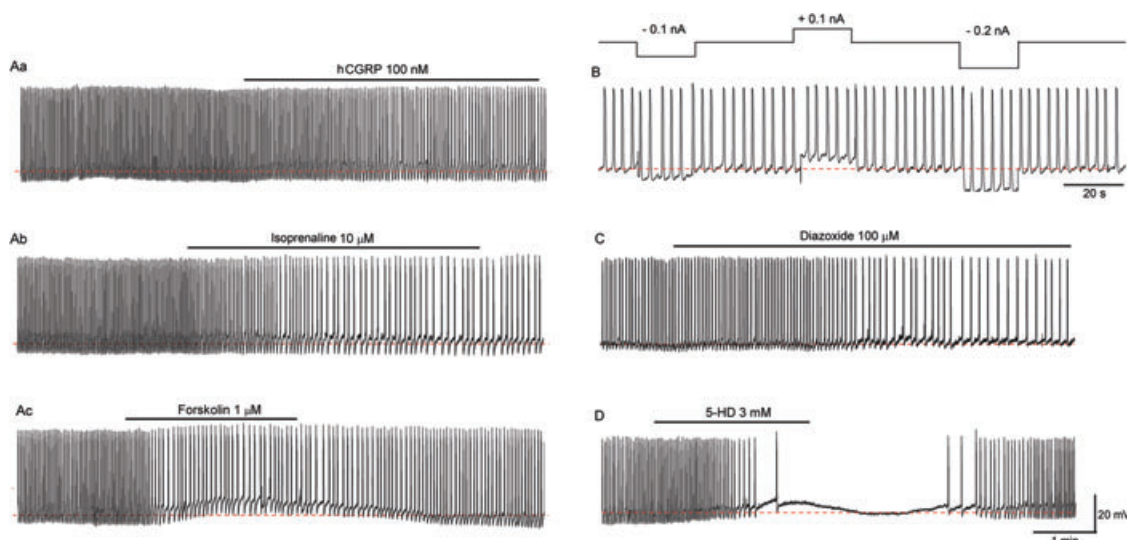 - 0.1 nA
+ 0.1 nA
- 0.2 nA
Aa
hCGRP 100 nM
B
20 s
Ab
Isoprenaline 10 µM
C
Diazoxide 100 µM
Ac
Forskolin 1 µM
D
5-HD 3 mM
20 mV
1 min